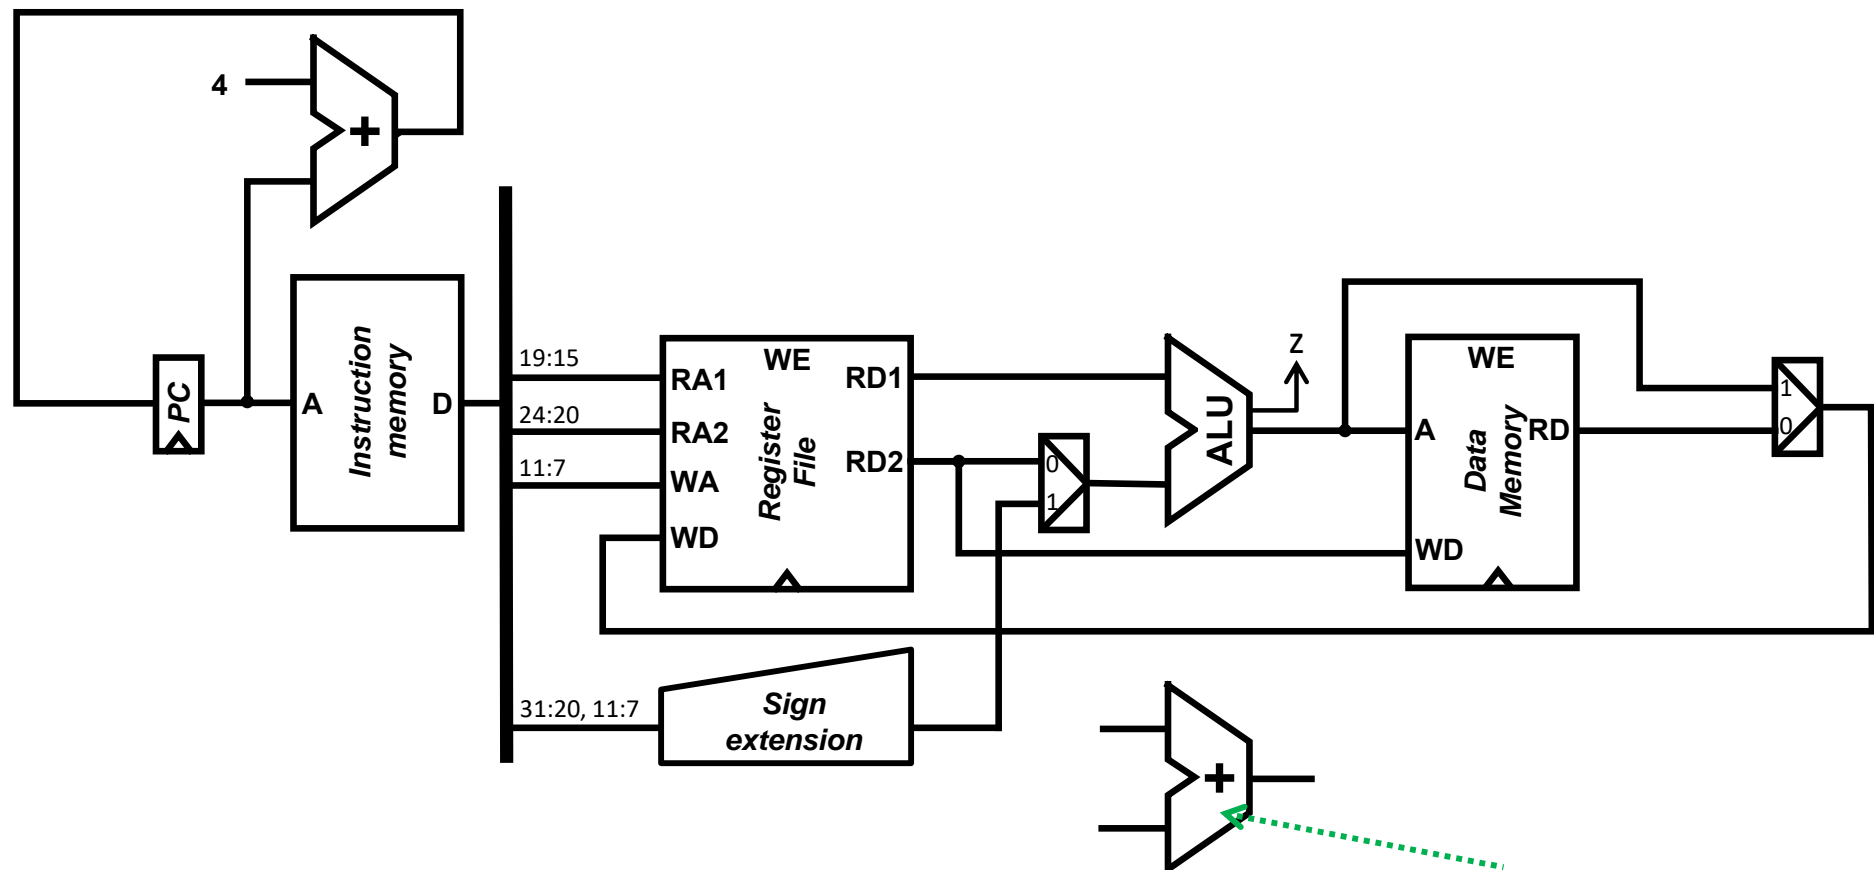 4
+
PC
A
Instruction
memory
D
19:15
24:20
11:7
31:20, 11:7
RA1
RA2
WA
WD
WE
Register
File
RD1
RD2
Sign
extension
0
1
ALU
Z
A
WE
Data
Memory
RD
WD
1
0
+